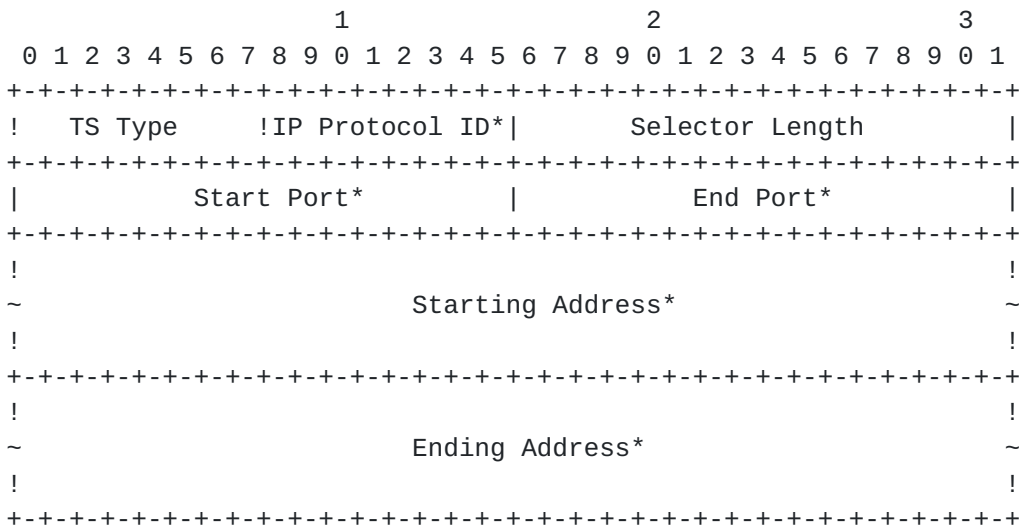 1                   2                   3
 0 1 2 3 4 5 6 7 8 9 0 1 2 3 4 5 6 7 8 9 0 1 2 3 4 5 6 7 8 9 0 1
+-+-+-+-+-+-+-+-+-+-+-+-+-+-+-+-+-+-+-+-+-+-+-+-+-+-+-+-+-+-+-+-+
!   TS Type     !IP Protocol ID*|       Selector Length         |
+-+-+-+-+-+-+-+-+-+-+-+-+-+-+-+-+-+-+-+-+-+-+-+-+-+-+-+-+-+-+-+-+
|           Start Port*         |           End Port*           |
+-+-+-+-+-+-+-+-+-+-+-+-+-+-+-+-+-+-+-+-+-+-+-+-+-+-+-+-+-+-+-+-+
!                                                               !
~                         Starting Address*                     ~
!                                                               !
+-+-+-+-+-+-+-+-+-+-+-+-+-+-+-+-+-+-+-+-+-+-+-+-+-+-+-+-+-+-+-+-+
!                                                               !
~                         Ending Address*                       ~
!                                                               !
+-+-+-+-+-+-+-+-+-+-+-+-+-+-+-+-+-+-+-+-+-+-+-+-+-+-+-+-+-+-+-+-+